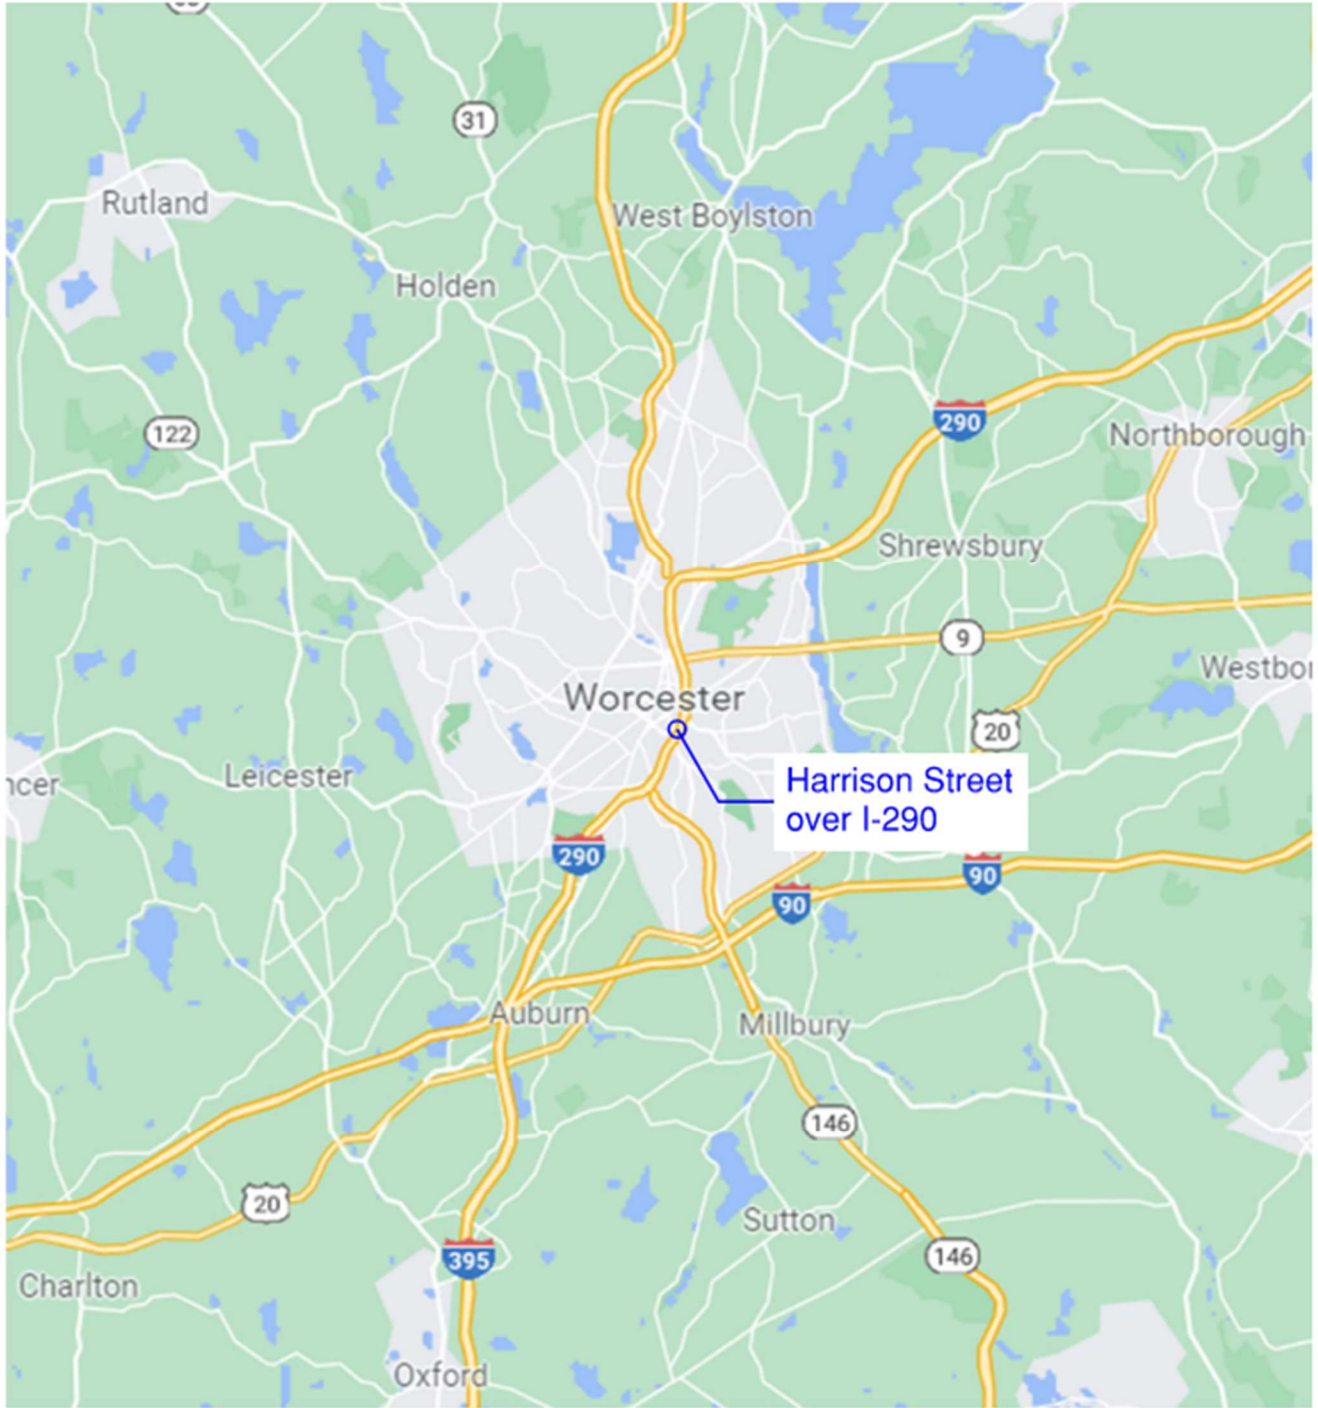 31
Rutland
West Boylston
Holden
122
290
Northborough
Shrewsbury
9
Westbor
Worcester
20
ncer
Leicester
Harrison Street
over I-290
290
90
90
Auburn
Millbury
146
20
Sutton
395
146
Charlton
Oxford